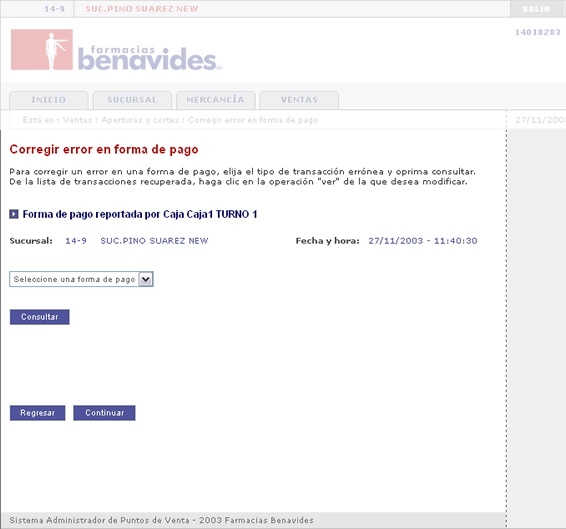 14-9 SUC.PINO SUAREZ NEW SALIR
14018283
farmacias
benavides
INICIO SUCURSAL MERCANCÍA VENTAS
Está en : Ventas : Aperturas y cortes : Corregir error en forma de pago 27/11/2003
Corregir error en forma de pago
Para corregir un error en una forma de pago, elija el tipo de transacción errónea y oprima consultar.
De la lista de transacciones recuperada, haga clic en la operación "ver" de la que desea modificar.
Forma de pago reportada por Caja Caja1 TURNO 1
Sucursal: 14-9 SUC.PINO SUAREZ NEW Fecha y hora: 27/11/2003 - 11:40:30
Seleccione una forma de pago
Consultar
Regresar Continuar
Sistema Administrador de Puntos de Venta - 2003 Farmacias Benavides